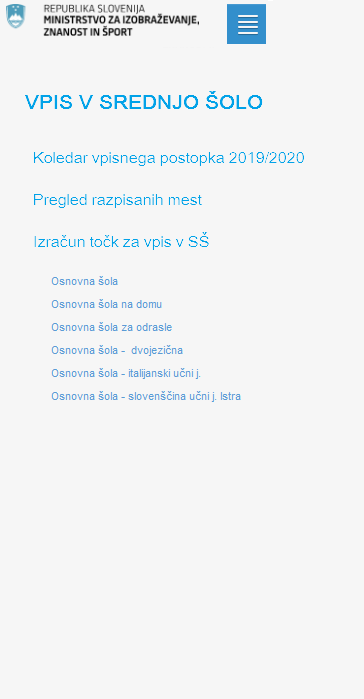 REPUBLIKA SLOVENIJA
MINISTRSTVO ZA IZOBRAŽEVANJE,
ZNANOST IN ŠPORT
VPIS V SREDNJO ŠOLO
Koledar vpisnega postopka 2019/2020
Pregled razpisanih mest
Izračun točk za vpis v SŠ
Osnovna šola
Osnovna šola na domu
Osnovna šola za odrasle
Osnovna šola - dvojezična
Osnovna šola - italijanski učni j.
Osnovna šola - slovenščina učni j. Istra